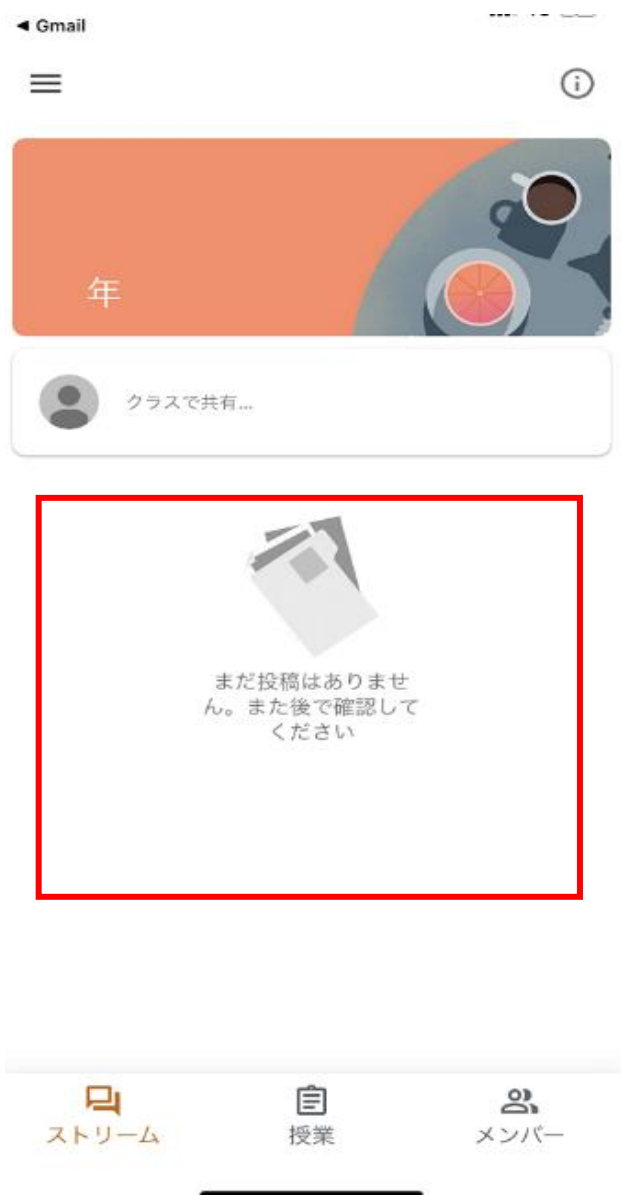 ◀ Gmail
年
クラスで共有...
まだ投稿はありませ
ん。また後で確認して
ください
ストリーム
授業
メンバー